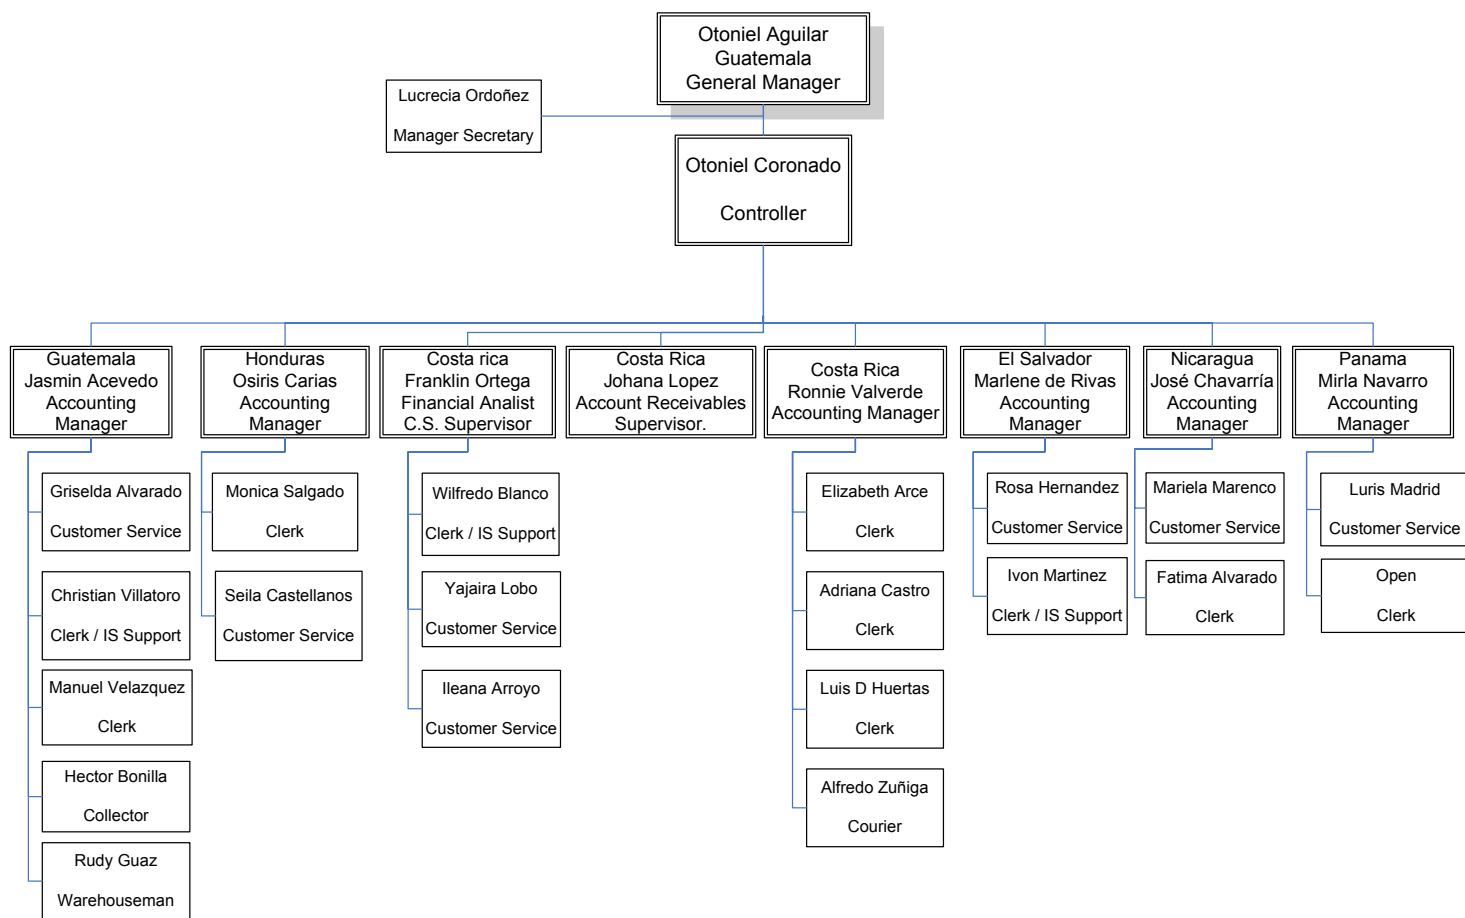 Otoniel Aguilar
Guatemala
General Manager
Lucrecia Ordoñez
Manager Secretary
Otoniel Coronado
Controller
Guatemala
Jasmin Acevedo
Accounting
Manager
Honduras
Osiris Carias
Accounting
Manager
Costa rica
Franklin Ortega
Financial Analist
C.S. Supervisor
Costa Rica
Johana Lopez
Account Receivables
Supervisor.
Costa Rica
Ronnie Valverde
Accounting Manager
El Salvador
Marlene de Rivas
Accounting
Manager
Nicaragua
José Chavarría
Accounting
Manager
Panama
Mirla Navarro
Accounting
Manager
Griselda Alvarado
Customer Service
Christian Villatoro
Clerk / IS Support
Manuel Velazquez
Clerk
Hector Bonilla
Collector
Rudy Guaz
Warehouseman
Monica Salgado
Clerk
Seila Castellanos
Customer Service
Wilfredo Blanco
Clerk / IS Support
Yajaira Lobo
Customer Service
Ileana Arroyo
Customer Service
Elizabeth Arce
Clerk
Adriana Castro
Clerk
Luis D Huertas
Clerk
Alfredo Zuñiga
Courier
Rosa Hernandez
Customer Service
Ivon Martinez
Clerk / IS Support
Mariela Marenco
Customer Service
Fatima Alvarado
Clerk
Luris Madrid
Customer Service
Open
Clerk